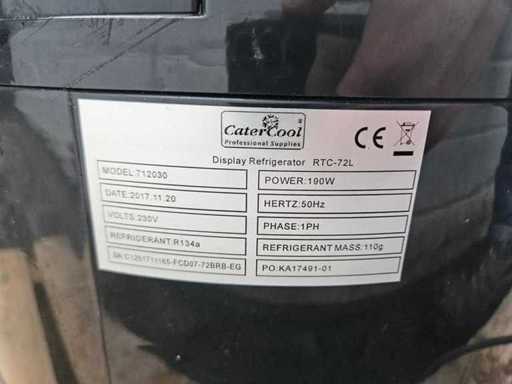 CaterCool ®
Professional Supplies
CE
Display Refrigerator RTC-72L
MODEL:712030
POWER:190W
DATE:2017.11.20
HERTZ:50Hz
VOLTS:230V
PHASE:1PH
REFRIDERANT:R134a
REFRIGERANT MASS:110g
PO:KA17491-01